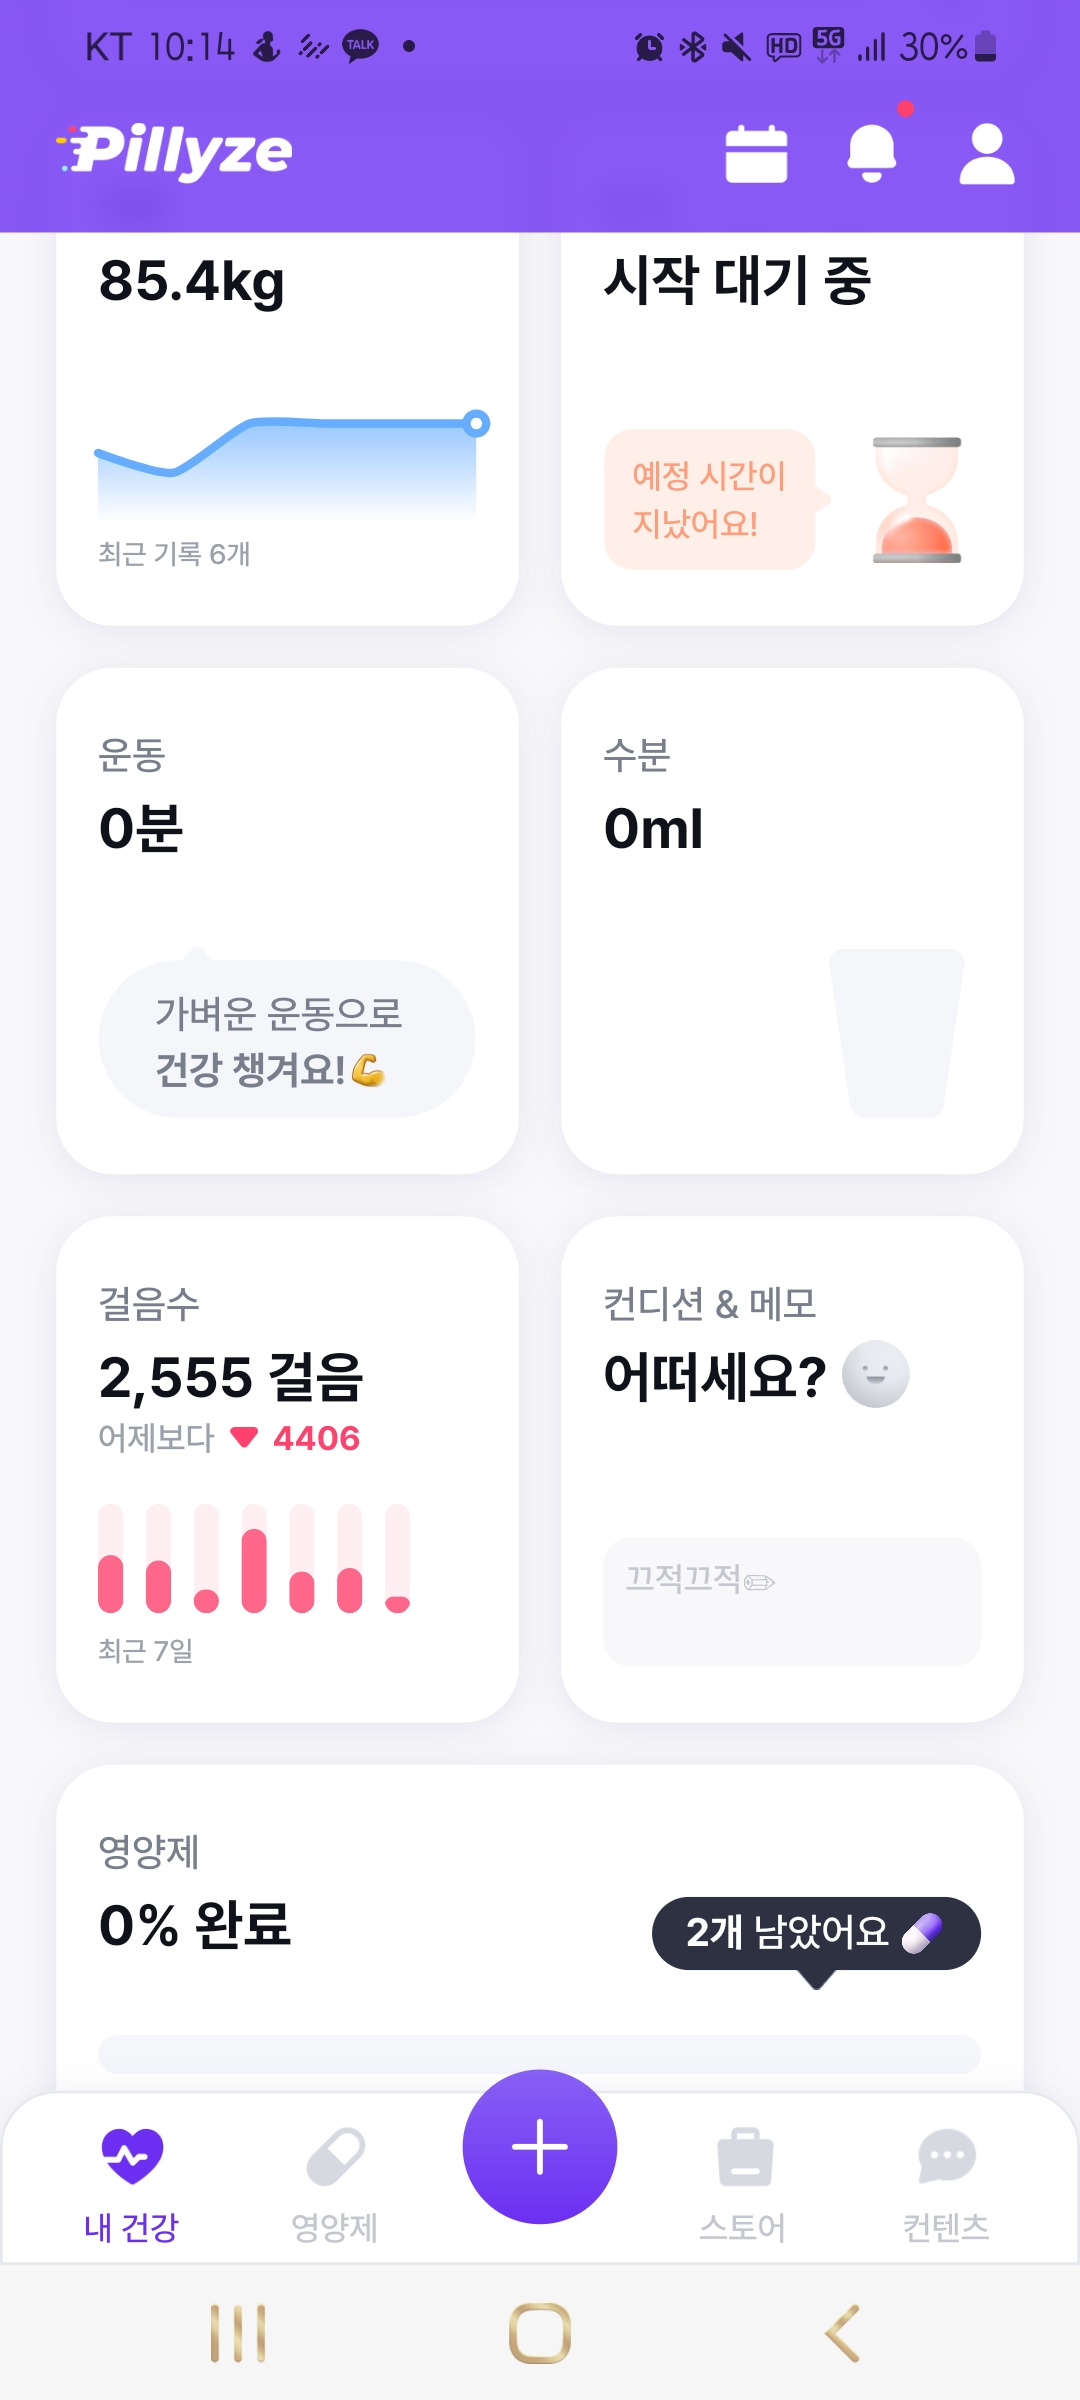 KT 10:14 TALK HD 5G 30%
Pillyze
85.4kg
시작 대기 중
예정 시간이
지났어요!
최근 기록 6개
운동
0분
가벼운 운동으로
건강 챙겨요!💪
수분
0ml
걸음수
2,555 걸음
어제보다 ▼ 4406
최근 7일
컨디션 & 메모
어떠세요?
끄적끄적✏
영양제
0% 완료
2개 남았어요 💊
내 건강
영양제
스토어
컨텐츠